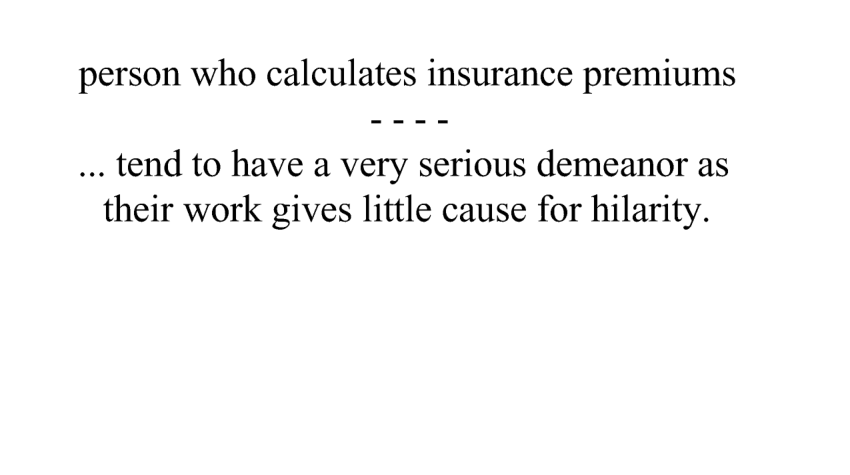 person who calculates insurance premiums
- - - -
... tend to have a very serious demeanor as
their work gives little cause for hilarity.